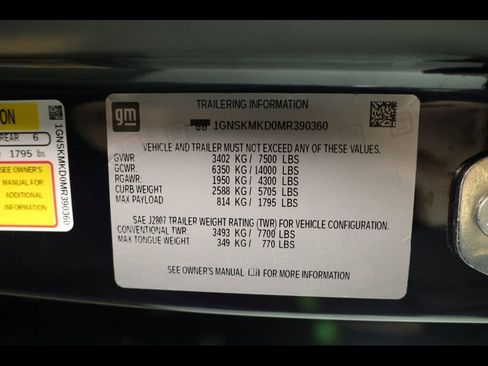 ON
REAR 6
1795 lbs
SEE OWNER'S
MANUAL FOR
ADDITIONAL
INFORMATION
1GNSKMKD0MR390360
gm
TRAILERING INFORMATION
1GNSKMKD0MR390360
VEHICLE AND TRAILER MUST NOT EXCEED ANY OF THESE VALUES.
GVWR 3402 KG / 7500 LBS
GCWR: 6350 KG / 14000 LBS
RGAWR: 1950 KG / 4300 LBS
CURB WEIGHT 2588 KG / 5705 LBS
MAX PAYLOAD 814 KG / 1795 LBS
SAE J2807 TRAILER WEIGHT RATING (TWR) FOR VEHICLE CONFIGURATION.
CONVENTIONAL TWR: 3493 KG / 7700 LBS
MAX TONGUE WEIGHT: 349 KG / 770 LBS
SEE OWNER'S MANUAL FOR MORE INFORMATION